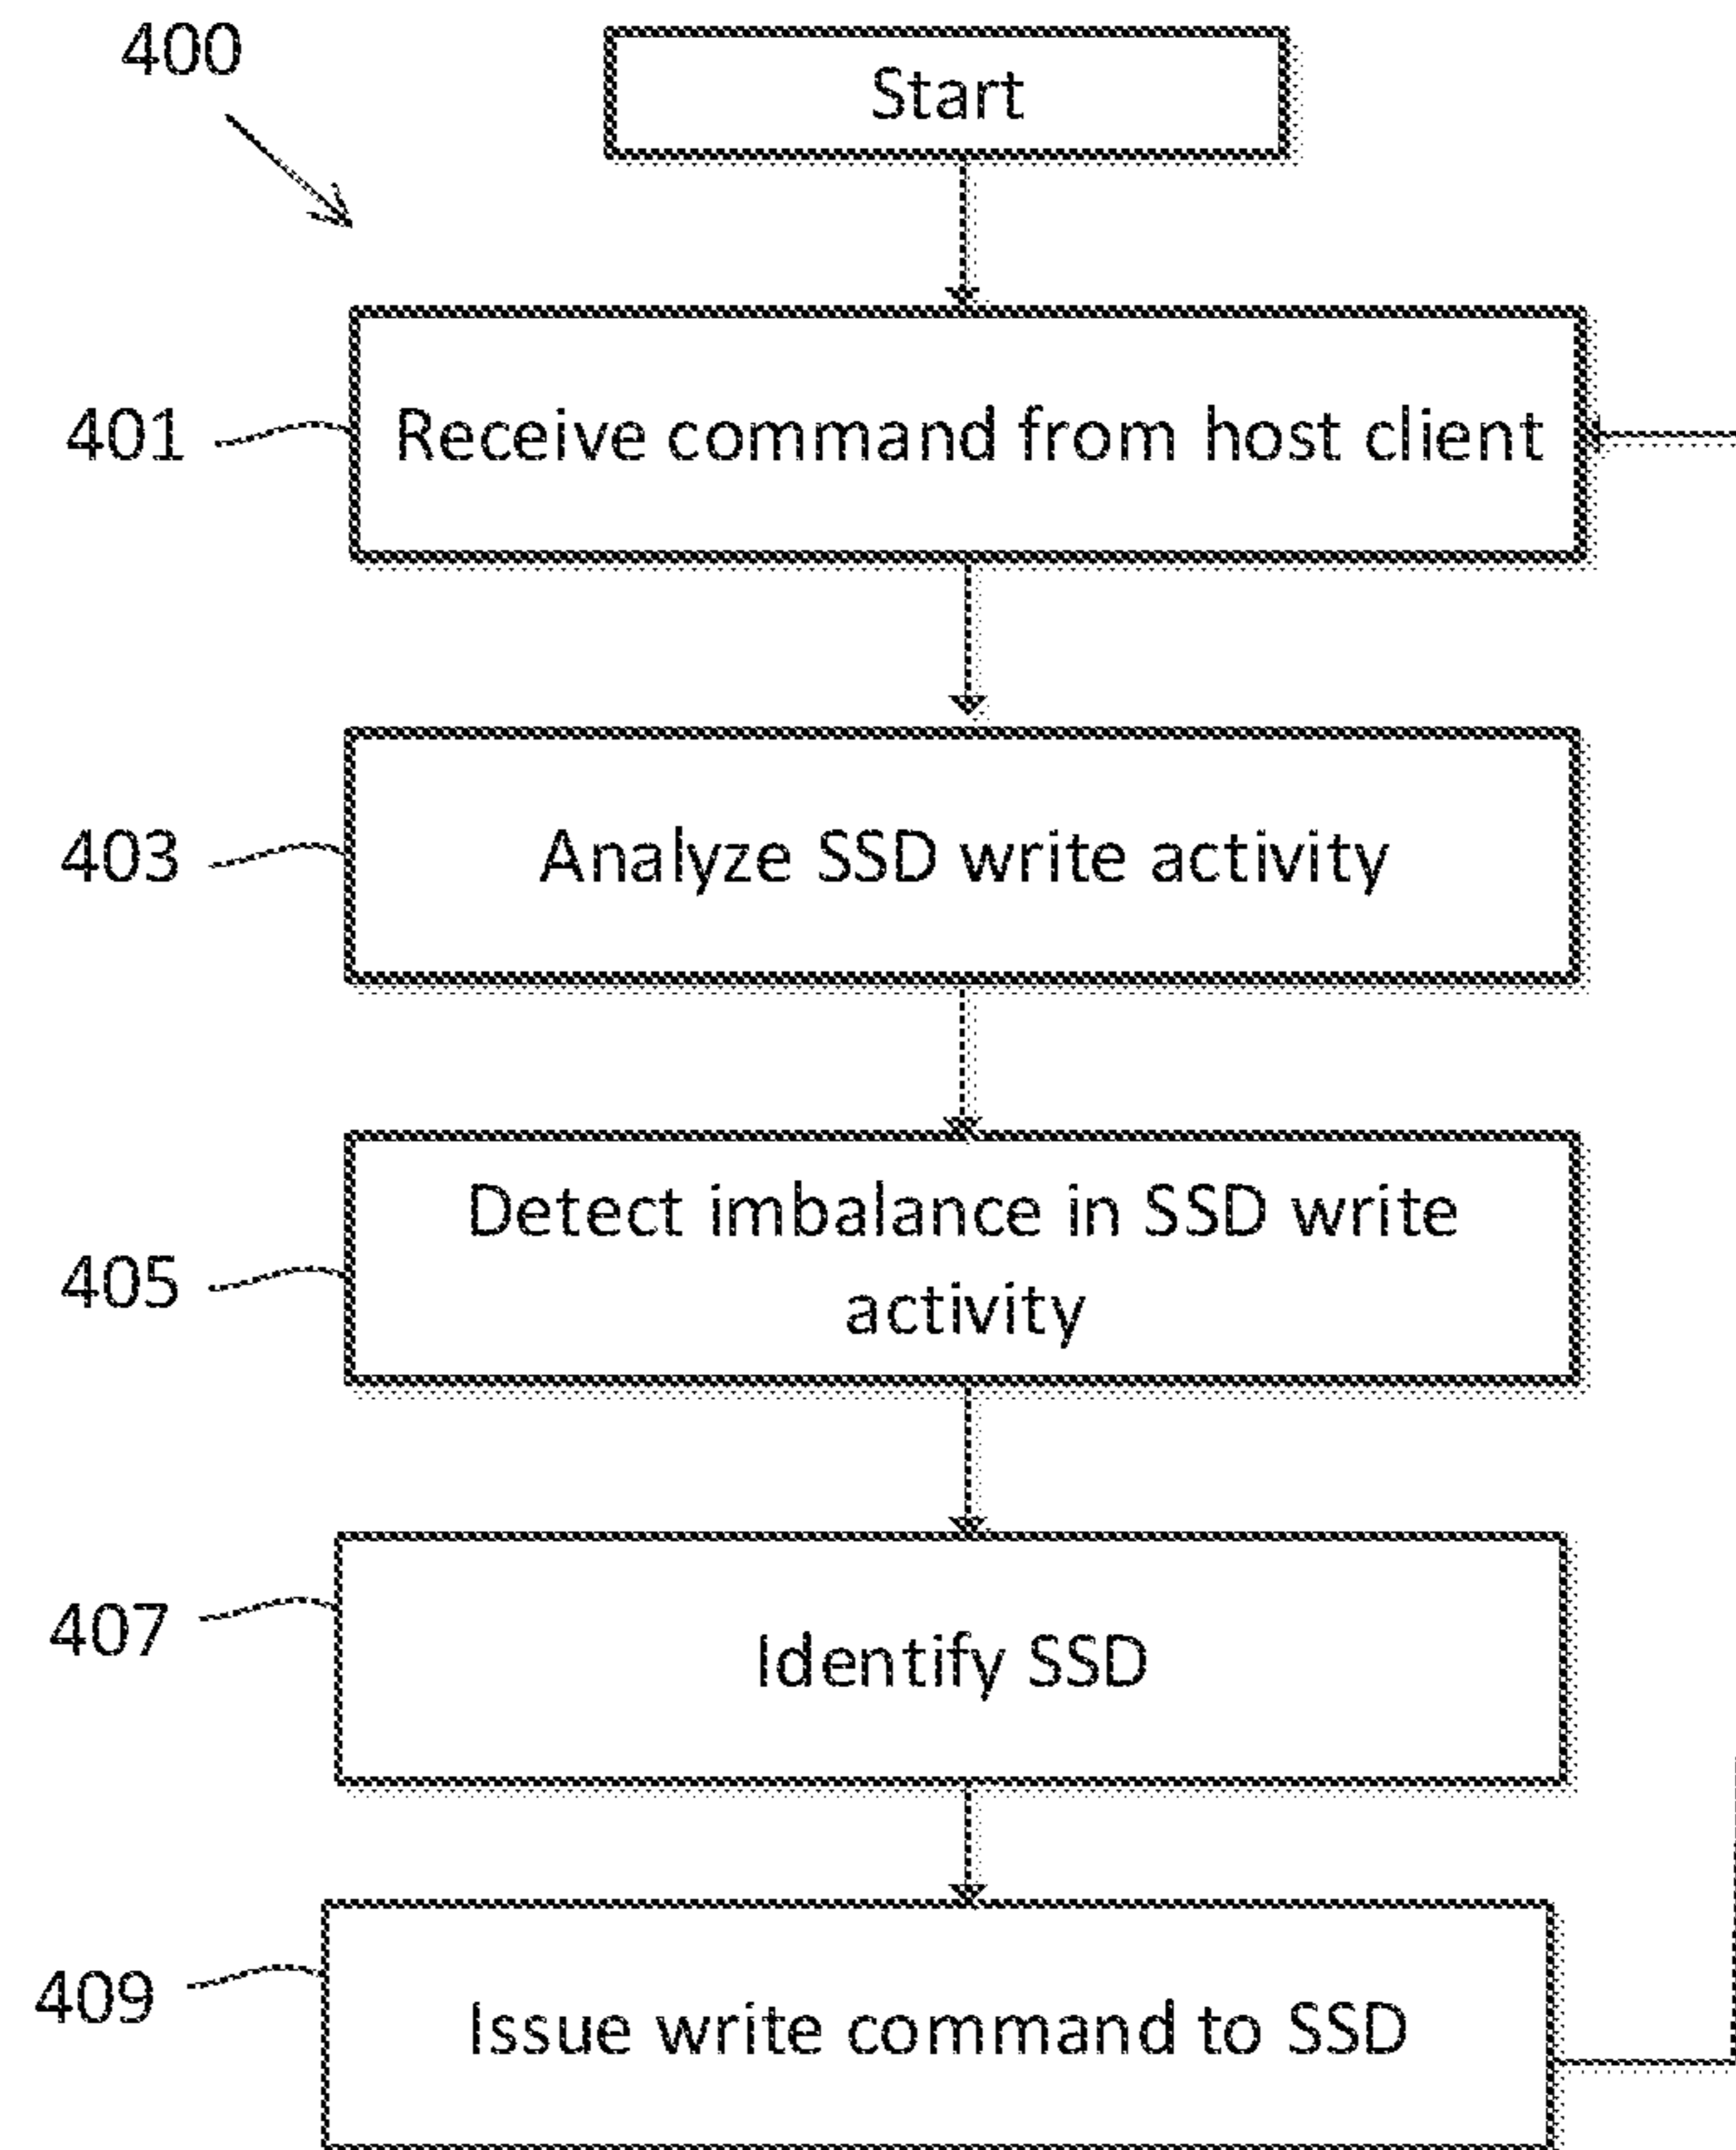 400
Start
401
Receive command from host client
403
Analyze SSD write activity
405
Detect imbalance in SSD write
activity
407
Identify SSD
409
Issue write command to SSD